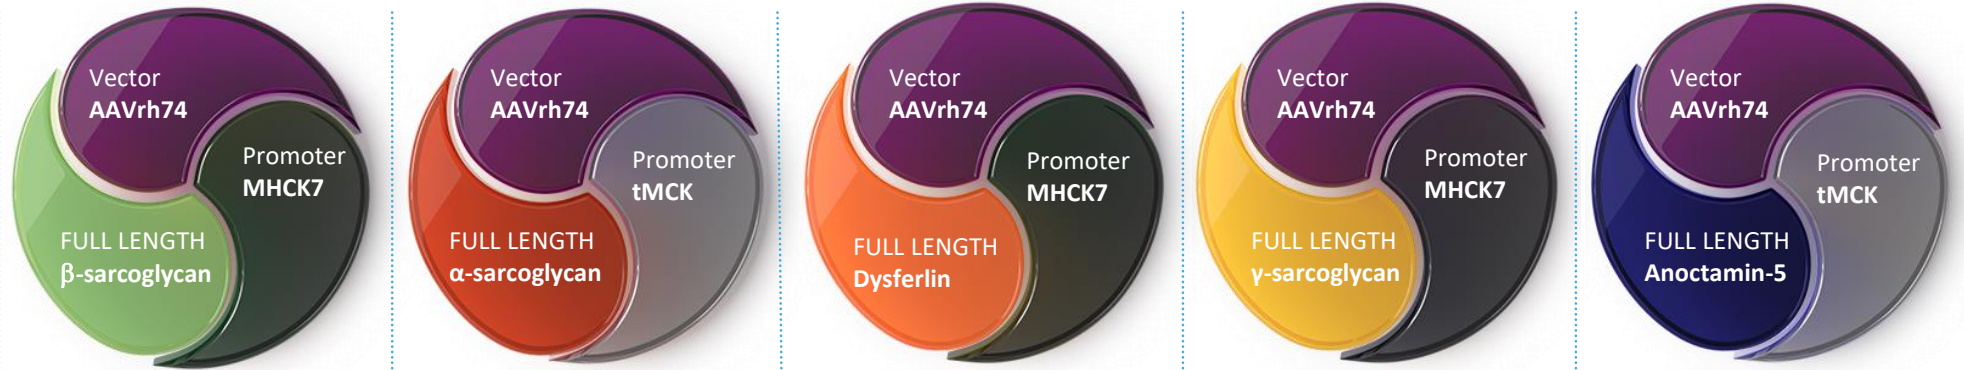 Vector
AAVrh74
Promoter
MHCK7
FULL LENGTH
β-sarcoglycan
Vector
AAVrh74
Promoter
tMCK
FULL LENGTH
α-sarcoglycan
Vector
AAVrh74
Promoter
MHCK7
FULL LENGTH
Dysferlin
Vector
AAVrh74
Promoter
MHCK7
FULL LENGTH
γ-sarcoglycan
Vector
AAVrh74
Promoter
tMCK
FULL LENGTH
Anoctamin-5